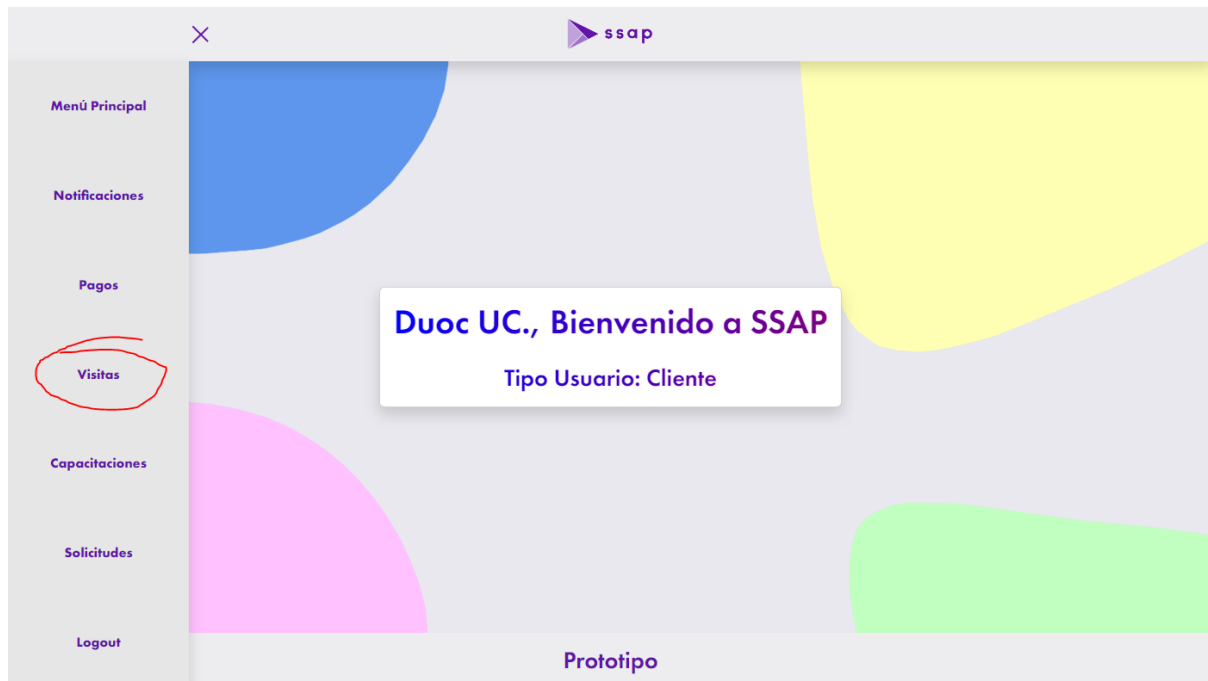 ssap
Menú Principal
Notificaciones
Pagos
Visitas
Capacitaciones
Solicitudes
Logout
Duoc UC., Bienvenido a SSAP
Tipo Usuario: Cliente
Prototipo